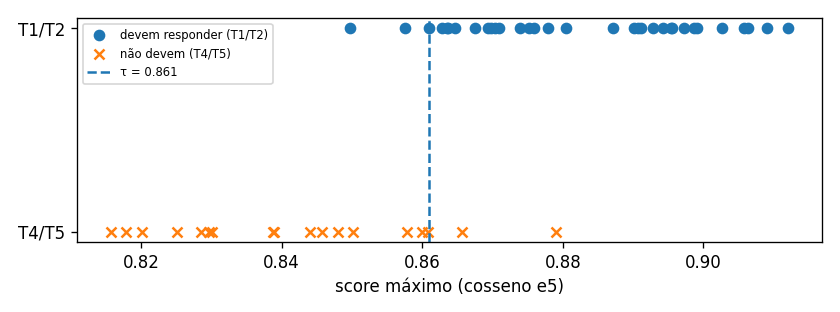 T1/T2
devem responder (T1/T2)
não devem (T4/T5)
τ = 0.861
T4/T5
0.82 0.84 0.86 0.88 0.90
score máximo (cosseno e5)